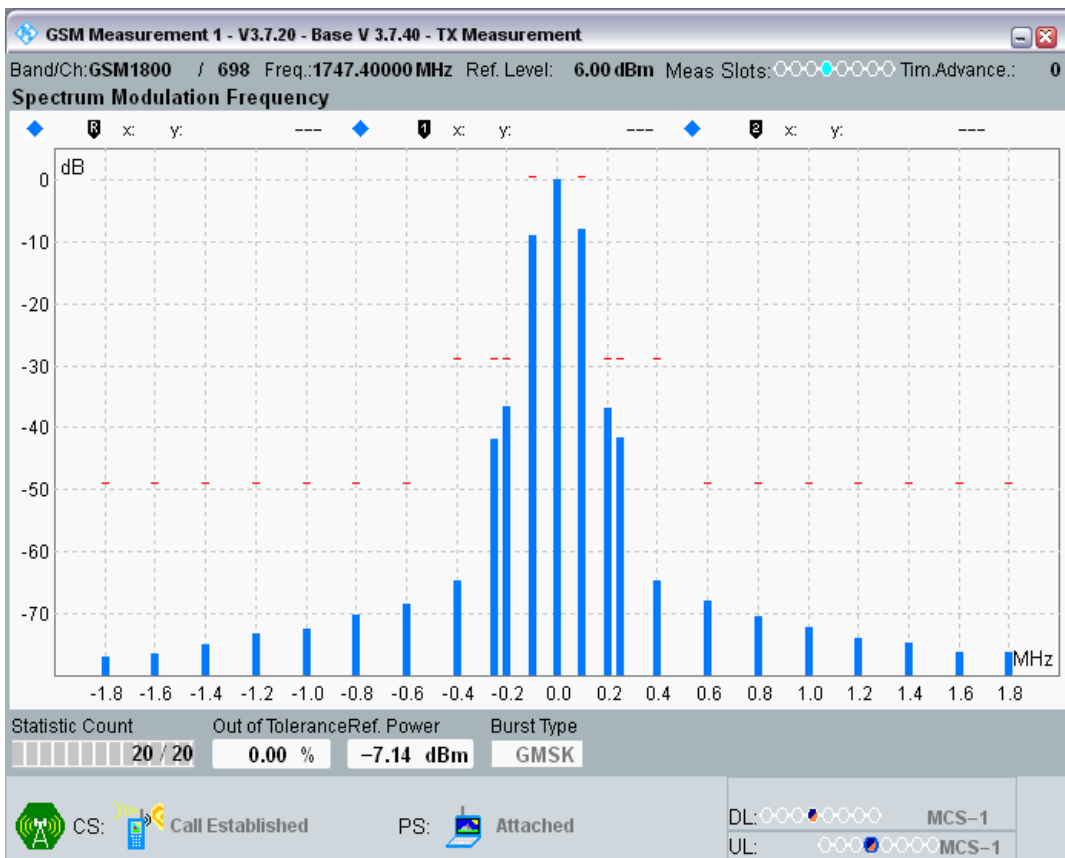 GSM Measurement 1 - V3.7.20 - Base V 3.7.40 - TX Measurement
Band/Ch:GSM1800 / 698 Freq.:1747.40000 MHz Ref. Level: 6.00 dBm Meas Slots: Tim.Advance.: 0
Spectrum Modulation Frequency
R x: y: --- 1 x: y: --- 2 x: y: ---
dB
0
-10
-20
-30
-40
-50
-60
-70
MHz
-1.8 -1.6 -1.4 -1.2 -1.0 -0.8 -0.6 -0.4 -0.2 0.0 0.2 0.4 0.6 0.8 1.0 1.2 1.4 1.6 1.8
Statistic Count Out of Tolerance Ref. Power Burst Type
20 / 20 0.00 % −7.14 dBm GMSK
CS: Call Established PS: Attached
DL: MCS−1
UL: MCS−1